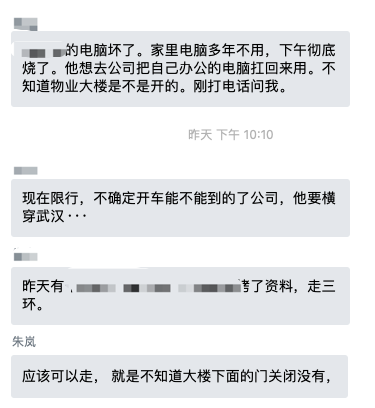 的电脑坏了。家里电脑多年不用，下午彻底
烧了。他想去公司把自己办公的电脑扛回来用。不
知道物业大楼是不是开的。刚打电话问我。
昨天 下午 10:10
现在限行，不确定开车能不能到的了公司，他要横
穿武汉···
昨天有
拷了资料，走三
环。
朱岚
应该可以走， 就是不知道大楼下面的门关闭没有，